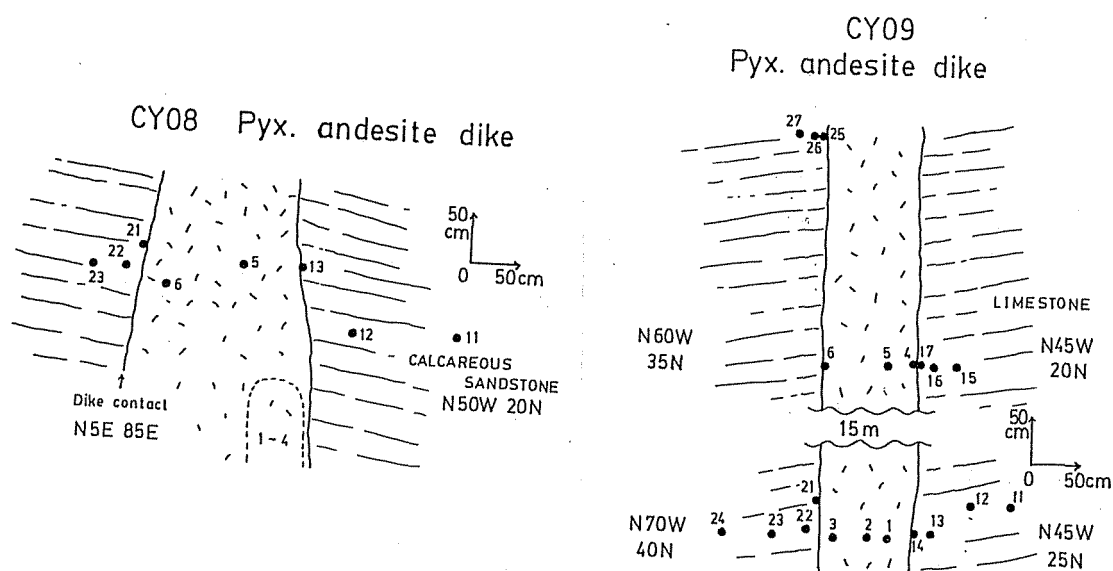 CY08 Pyx. andesite dike
21
22
23
6
5
13
12
11
50
cm
0 50cm
CALCAREOUS
SANDSTONE
N50W 20N
Dike contact
N5E 85E
1-4
CY09
Pyx. andesite dike
27
26
25
LIMESTONE
N60W
35N
6
5
4
17
16
15
N45W
20N
15m
50
cm
0 50cm
21
24
23
22
3
2
1
14
13
12
11
N70W
40N
N45W
25N